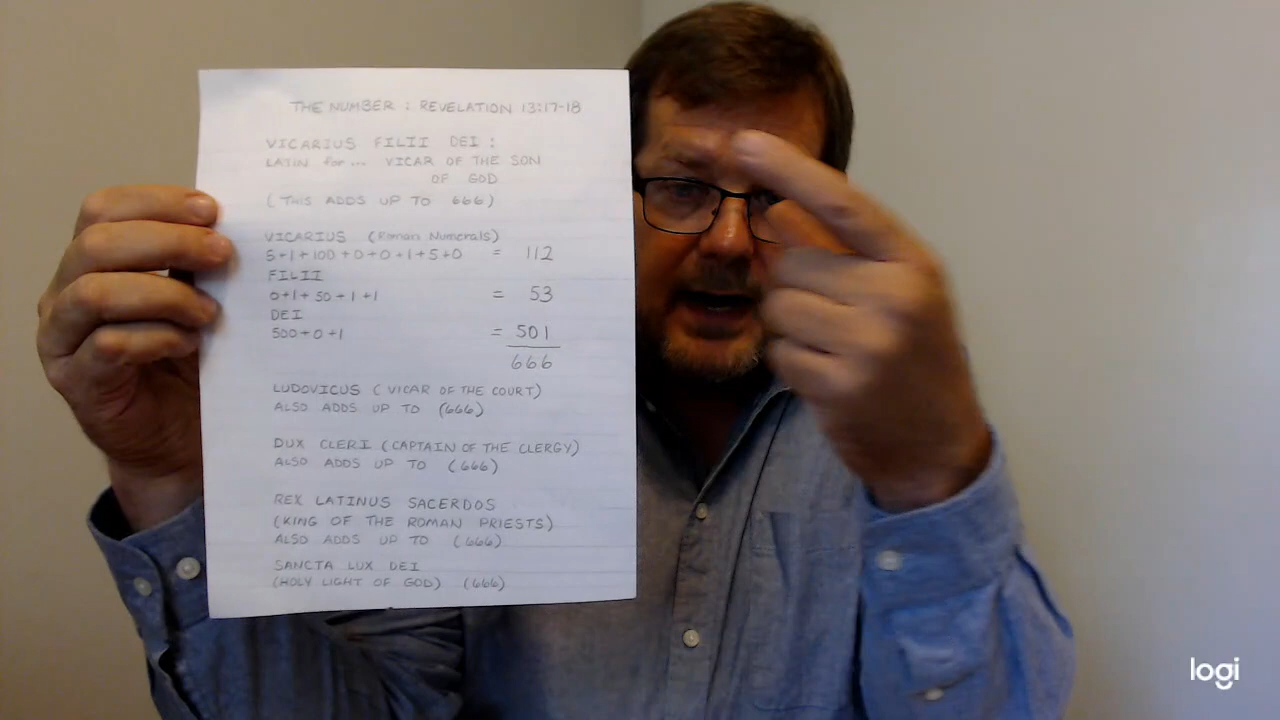 THE NUMBER : REVELATION 13:17-18
VICARIUS FILII DEI :
LATIN for... VICAR OF THE SON
OF GOD
(THIS ADDS UP TO 666)
VICARIUS (Roman Numerals)
5+1+100+0+0+1+5+0 = 112
FILII
0+1+50+1+1 = 53
DEI
500+0+1 = 501
666
LUDOVICUS (VICAR OF THE COURT)
ALSO ADDS UP TO (666)
DUX CLERI (CAPTAIN OF THE CLERGY)
ALSO ADDS UP TO (666)
REX LATINUS SACERDOS
(KING OF THE ROMAN PRIESTS)
ALSO ADDS UP TO (666)
SANCTA LUX DEI
(HOLY LIGHT OF GOD) (666)
logi